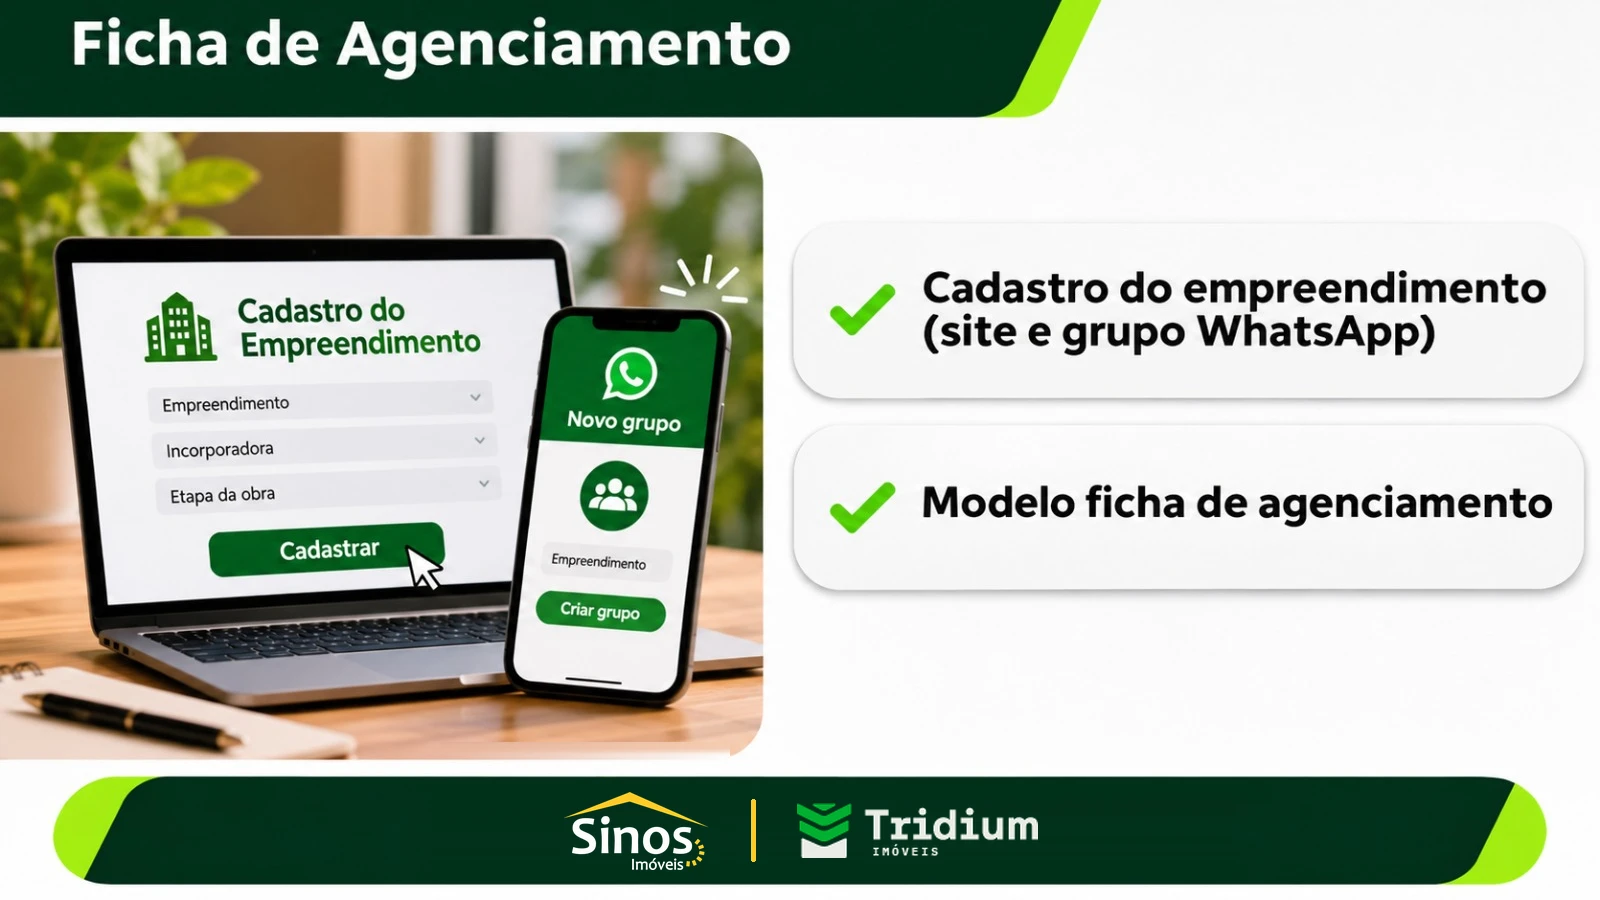 Ficha de Agenciamento
Cadastro do
Empreendimento
Empreendimento
Incorporadora
Etapa da obra
Cadastrar
Novo grupo
Empreendimento
Criar grupo
Cadastro do empreendimento
(site e grupo WhatsApp)
Modelo ficha de agenciamento
Sinos
Imóveis
Tridium
IMÓVEIS